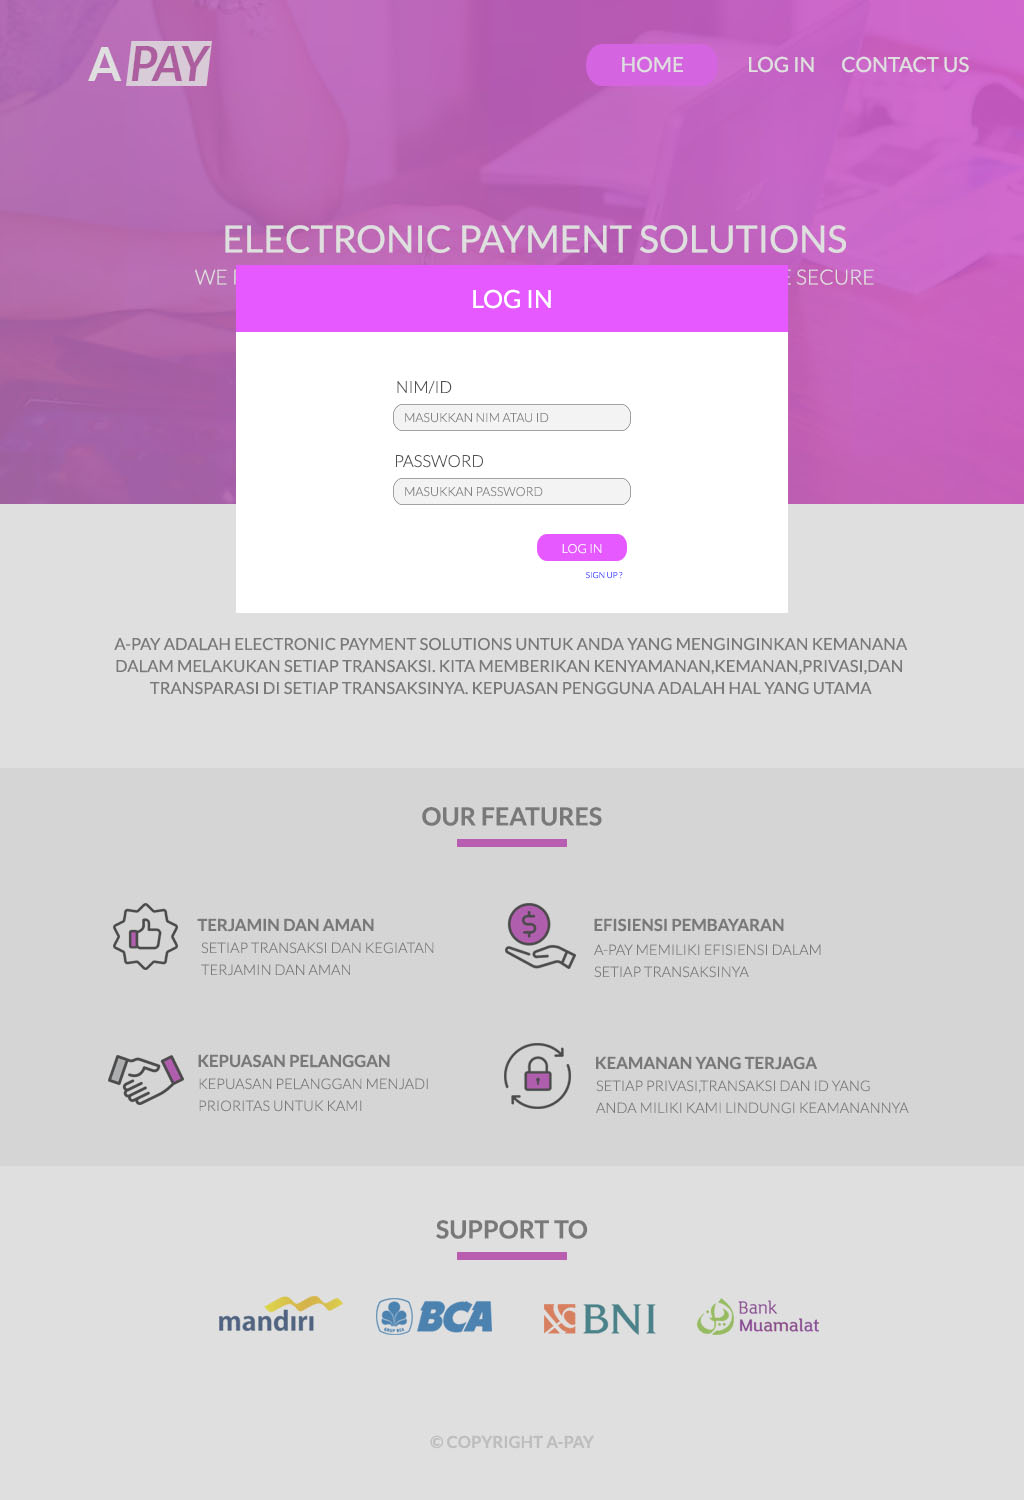 A PAY
HOME
LOG IN
CONTACT US
ELECTRONIC PAYMENT SOLUTIONS
WE SECURE
LOG IN
NIM/ID
MASUKKAN NIM ATAU ID
PASSWORD
MASUKKAN PASSWORD
LOG IN
SIGN UP?
A-PAY ADALAH ELECTRONIC PAYMENT SOLUTIONS UNTUK ANDA YANG MENGINGINKAN KEMANANA
DALAM MELAKUKAN SETIAP TRANSAKSI. KITA MEMBERIKAN KENYAMANAN,KEMANAN,PRIVASI,DAN
TRANSPARASI DI SETIAP TRANSAKSINYA. KEPUASAN PENGGUNA ADALAH HAL YANG UTAMA
OUR FEATURES
TERJAMIN DAN AMAN
SETIAP TRANSAKSI DAN KEGIATAN
TERJAMIN DAN AMAN
EFISIENSI PEMBAYARAN
A-PAY MEMILIKI EFISIENSI DALAM
SETIAP TRANSAKSINYA
KEPUASAN PELANGGAN
KEPUASAN PELANGGAN MENJADI
PRIORITAS UNTUK KAMI
KEAMANAN YANG TERJAGA
SETIAP PRIVASI,TRANSAKSI DAN ID YANG
ANDA MILIKI KAMI LINDUNGI KEAMANANNYA
SUPPORT TO
mandiri
BCA
BNI
Bank
Muamalat
© COPYRIGHT A-PAY